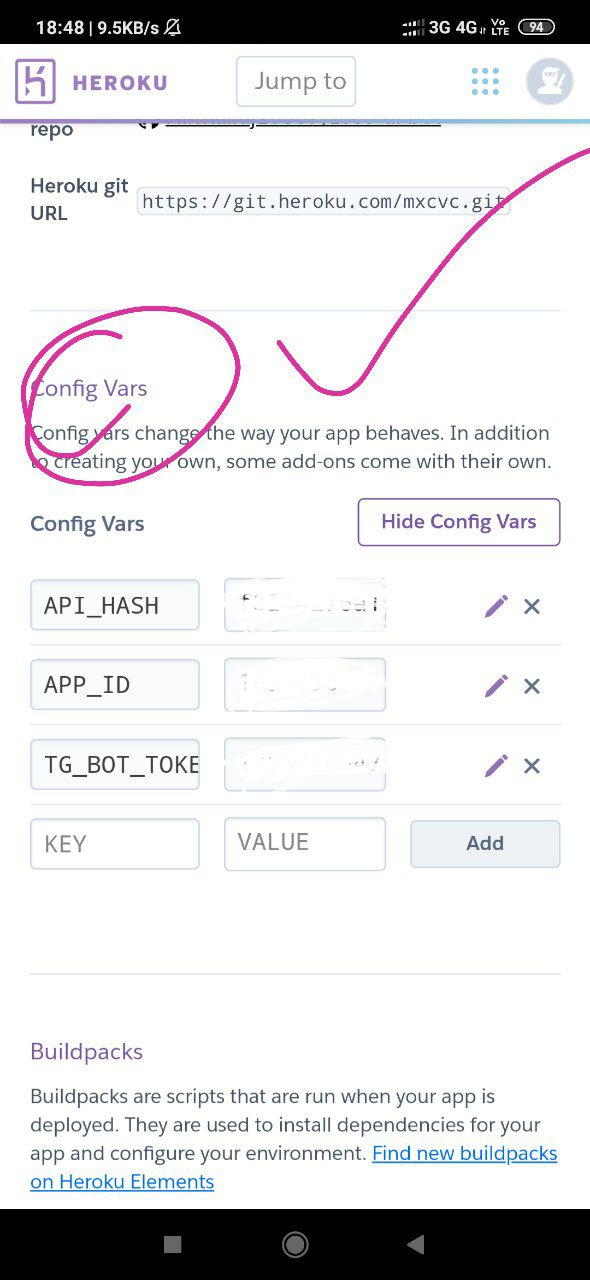 18:48 | 9.5KB/s 3G 4G Vo LTE 94
HEROKU Jump to
repo
Heroku git URL
https://git.heroku.com/mxcvc.git
Config Vars
Config vars change the way your app behaves. In addition
to creating your own, some add-ons come with their own.
Config Vars Hide Config Vars
API_HASH
APP_ID
TG_BOT_TOKE
KEY VALUE Add
Buildpacks
Buildpacks are scripts that are run when your app is
deployed. They are used to install dependencies for your
app and configure your environment. Find new buildpacks
on Heroku Elements